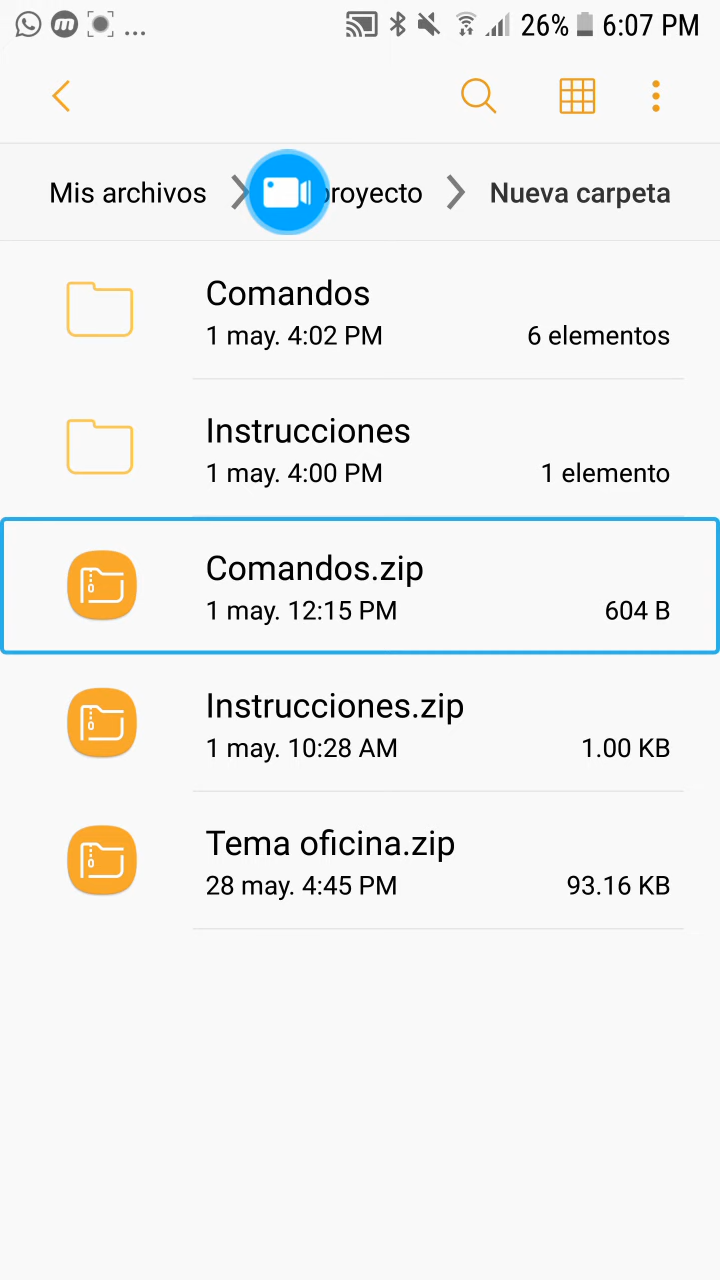 ... 26% 6:07 PM
Mis archivos royecto Nueva carpeta
Comandos
1 may. 4:02 PM 6 elementos
Instrucciones
1 may. 4:00 PM 1 elemento
Comandos.zip
1 may. 12:15 PM 604 B
Instrucciones.zip
1 may. 10:28 AM 1.00 KB
Tema oficina.zip
28 may. 4:45 PM 93.16 KB